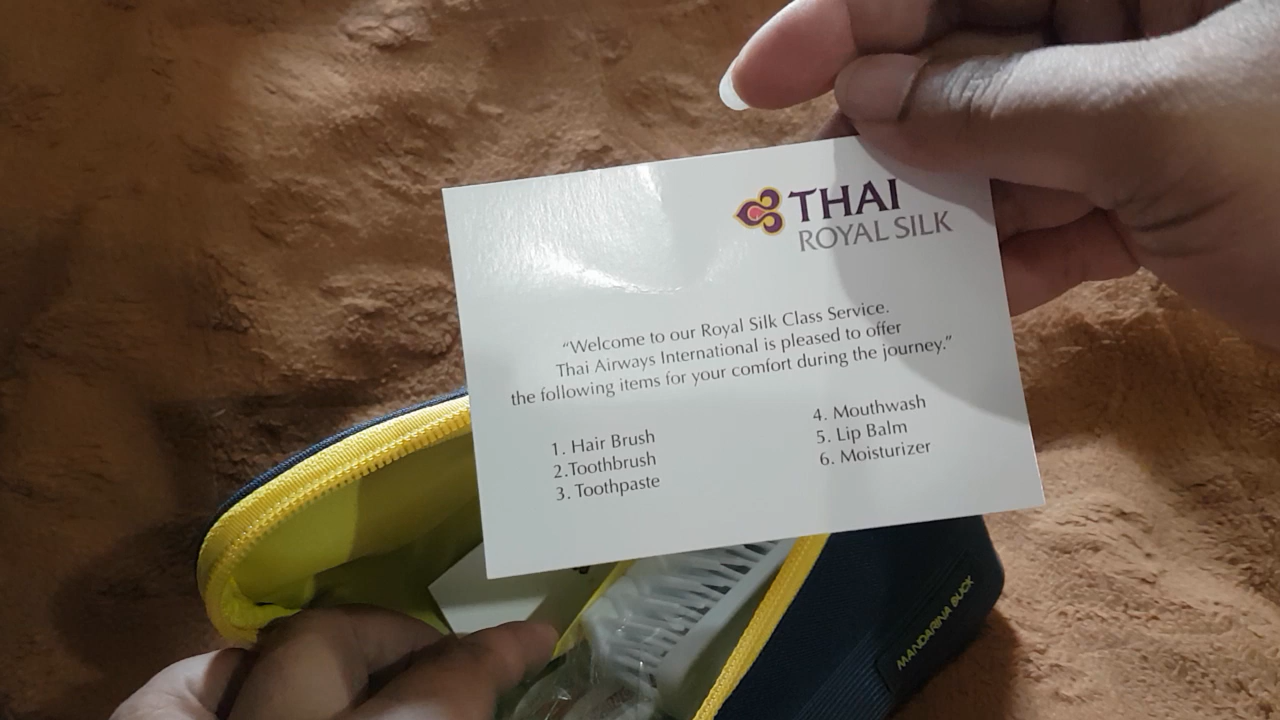 THAI
ROYAL SILK
“Welcome to our Royal Silk Class Service.
Thai Airways International is pleased to offer
the following items for your comfort during the journey.”
1. Hair Brush
2.Toothbrush
3. Toothpaste
4. Mouthwash
5. Lip Balm
6. Moisturizer
MANDARINA DUCK